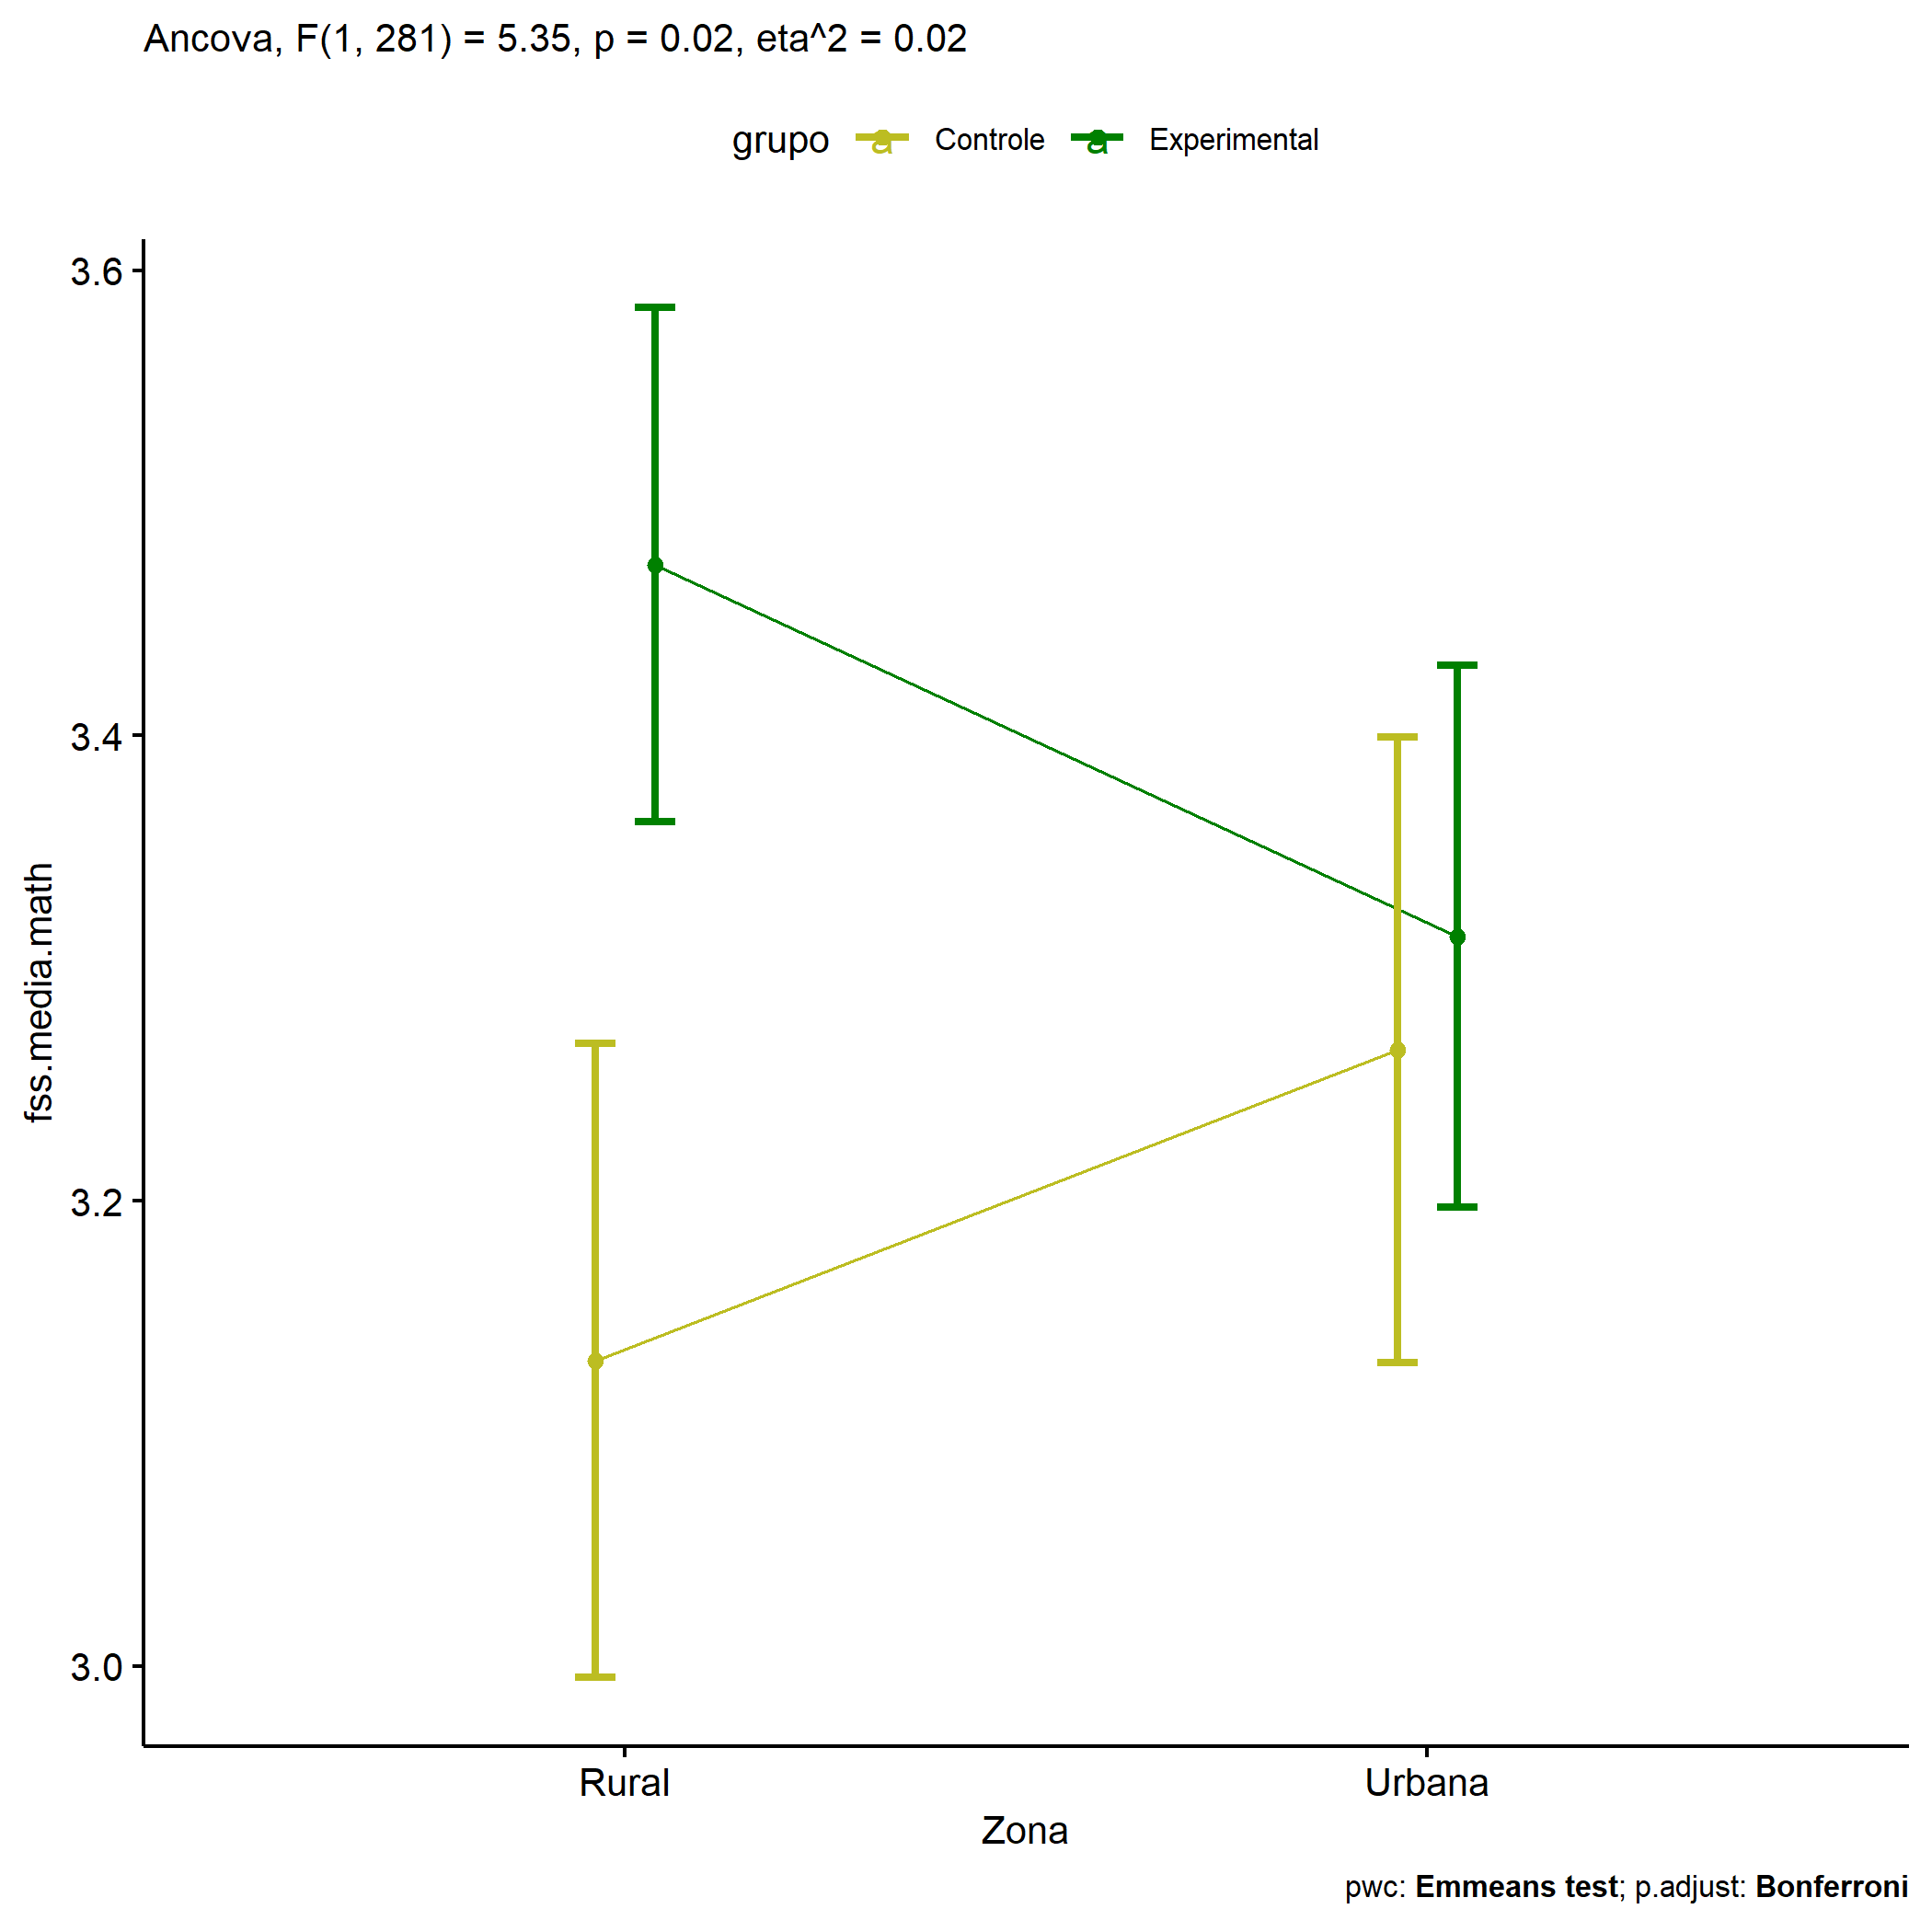 Ancova, F(1, 281) = 5.35, p = 0.02, eta^2 = 0.02
grupo a Controle a Experimental
3.6
3.4
3.2
3.0
fss.media.math
Rural Urbana
Zona
pwc: Emmeans test; p.adjust: Bonferroni